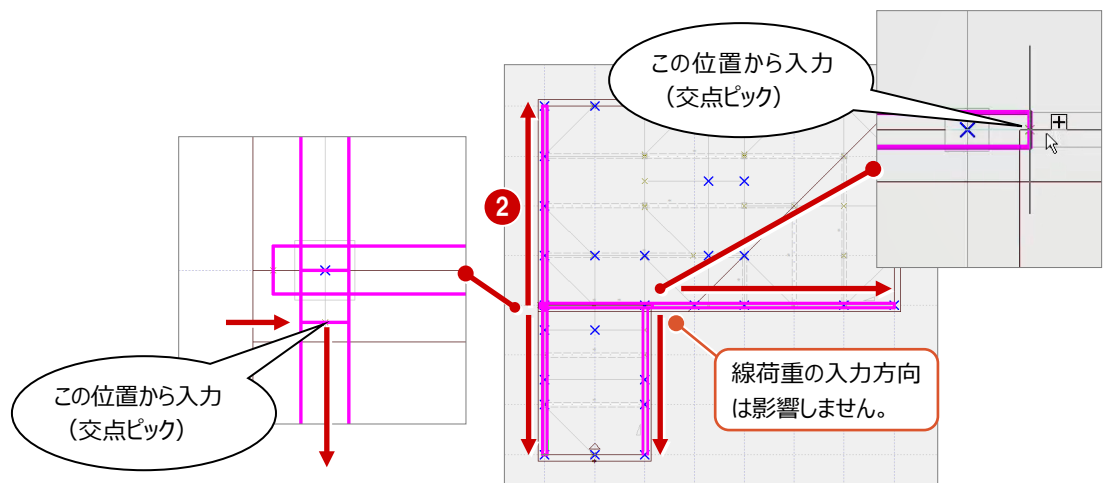 この位置から入力
（交点ピック）
2
この位置から入力
（交点ピック）
線荷重の入力方向
は影響しません。